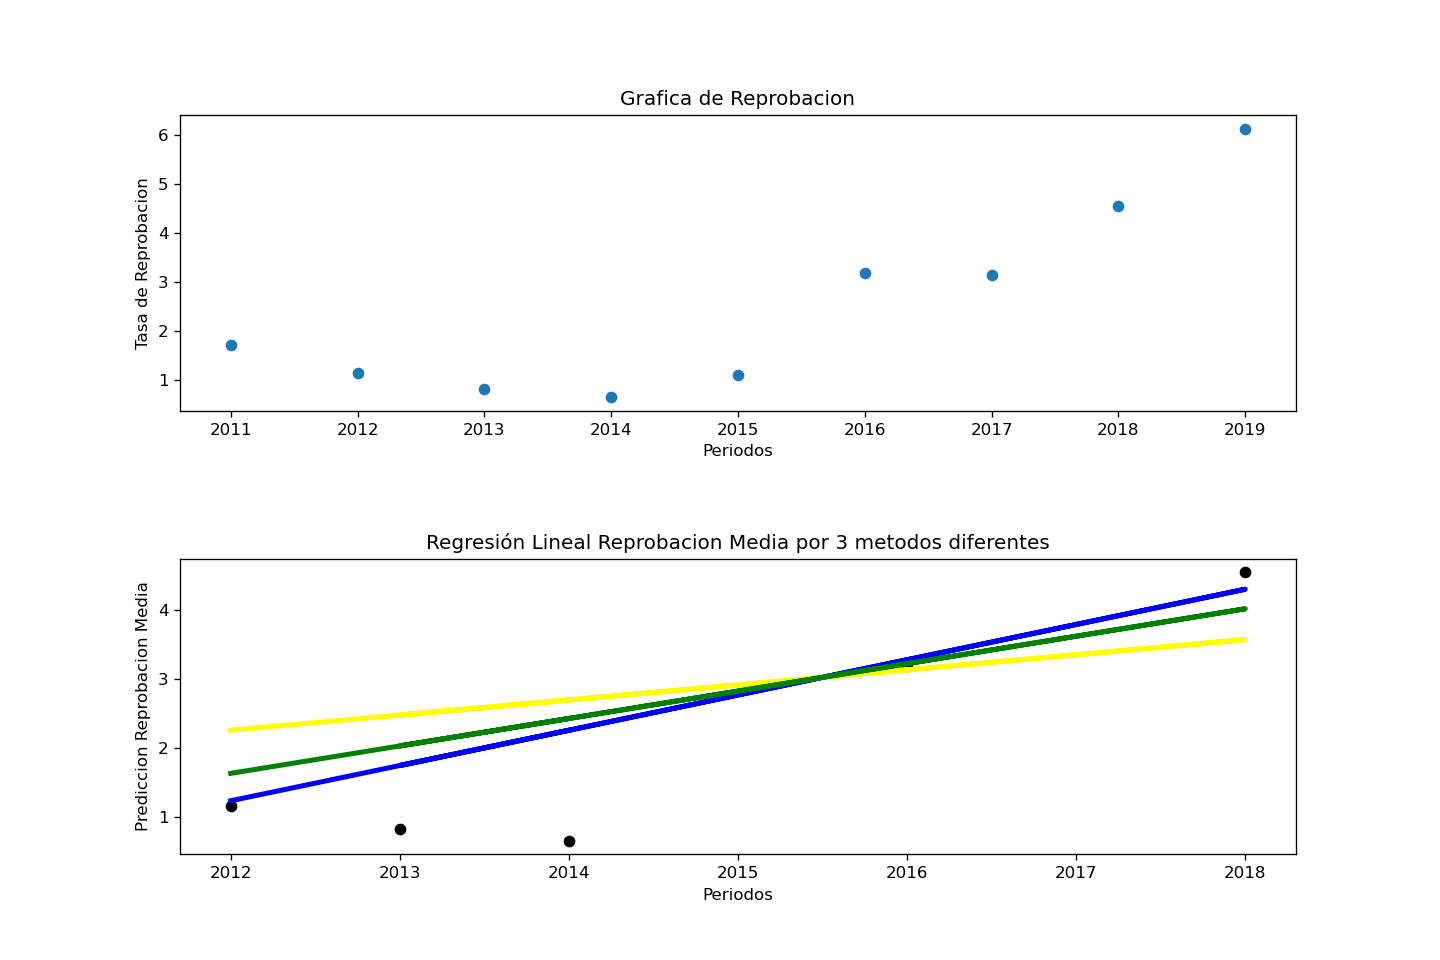 Grafica de Reprobacion
Tasa de Reprobacion
6
5
4
3
2
1
2011 2012 2013 2014 2015 2016 2017 2018 2019
Periodos
Regresión Lineal Reprobacion Media por 3 metodos diferentes
Prediccion Reprobacion Media
4
3
2
1
2012 2013 2014 2015 2016 2017 2018
Periodos